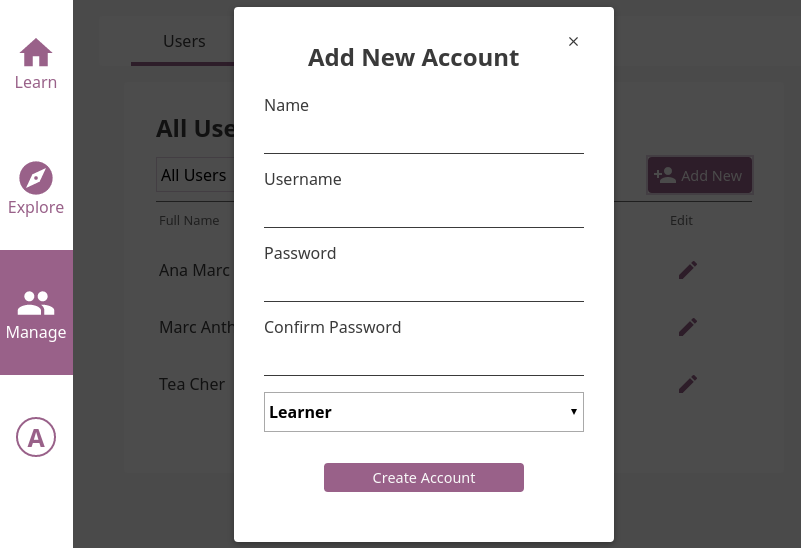 Learn
Explore
Manage
A
Users
All Use
All Users
Add New
Full Name
Edit
Ana Marc
Marc Anth
Tea Cher
×
Add New Account
Name
Username
Password
Confirm Password
Learner
Create Account